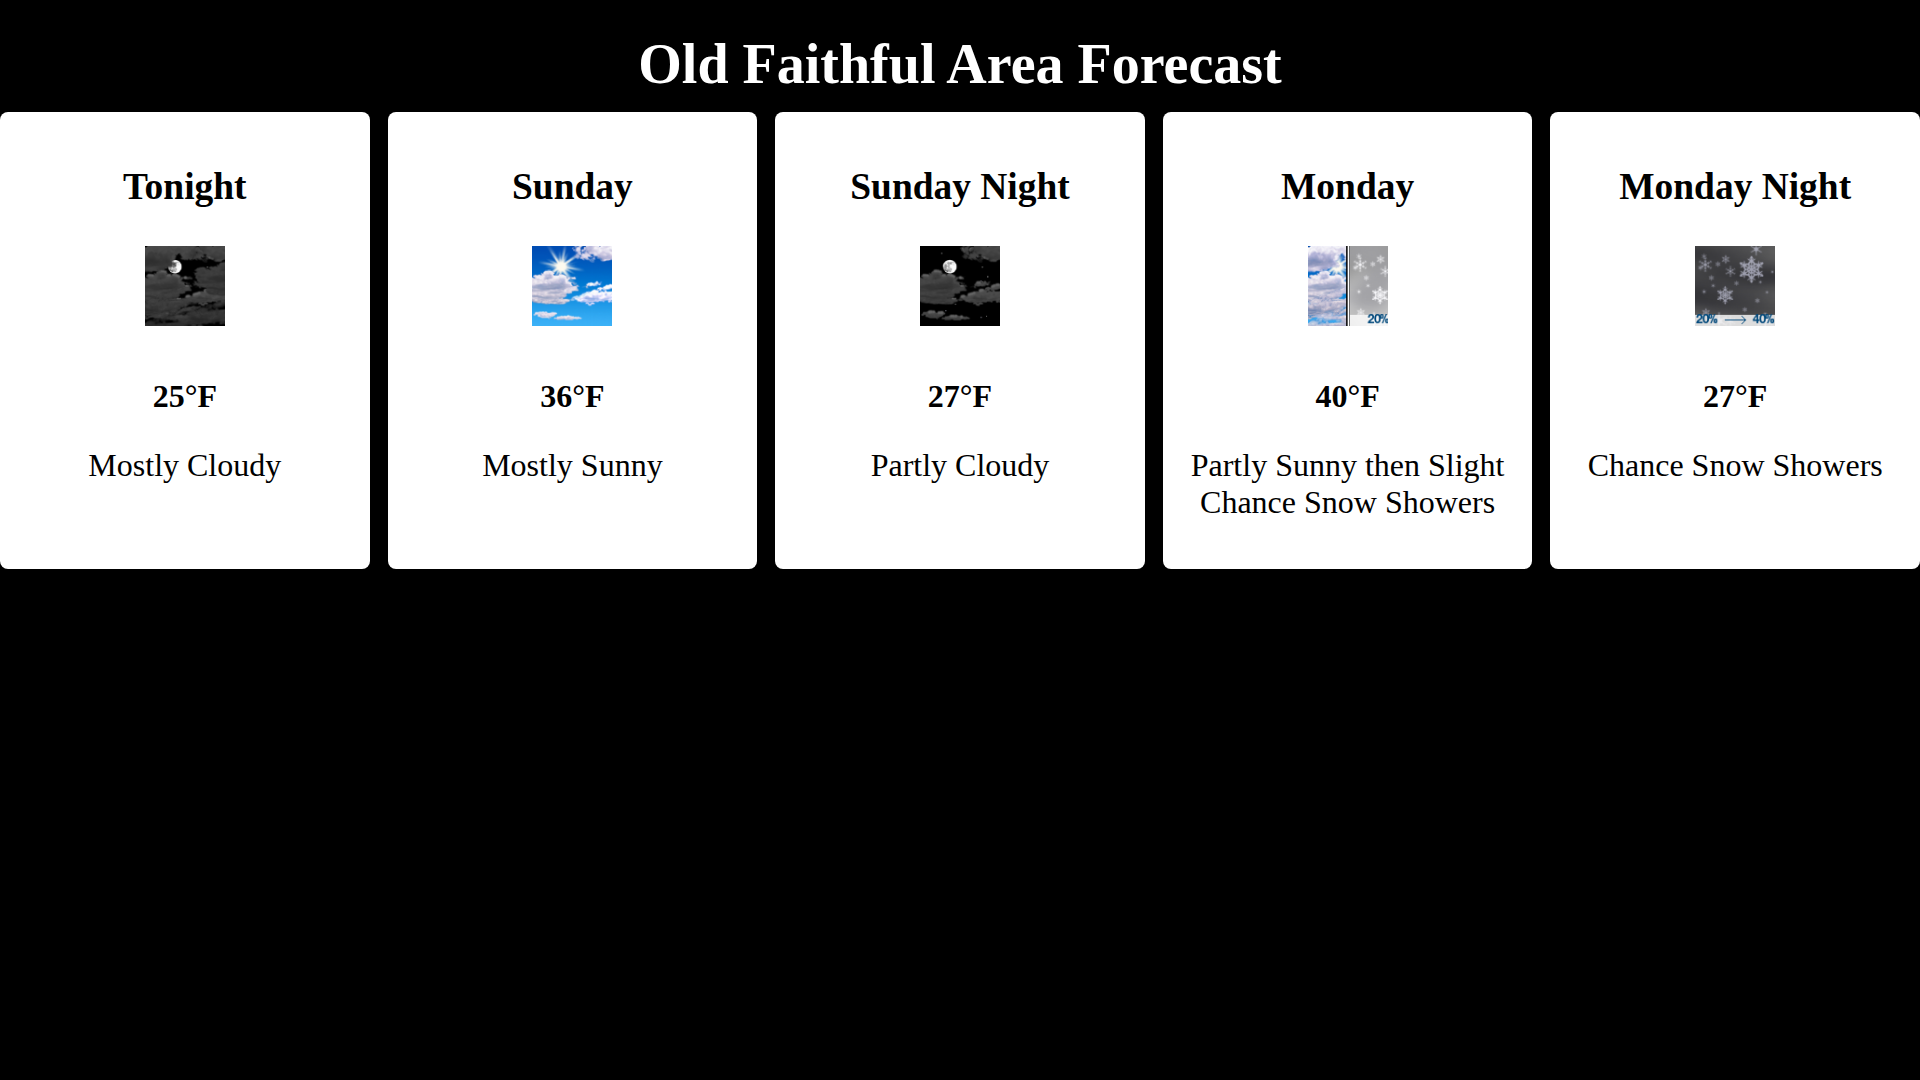 Old Faithful Area Forecast
Tonight
25°F
Mostly Cloudy
Sunday
36°F
Mostly Sunny
Sunday Night
27°F
Partly Cloudy
Monday
20%
40°F
Partly Sunny then Slight
Chance Snow Showers
Monday Night
20% → 40%
27°F
Chance Snow Showers